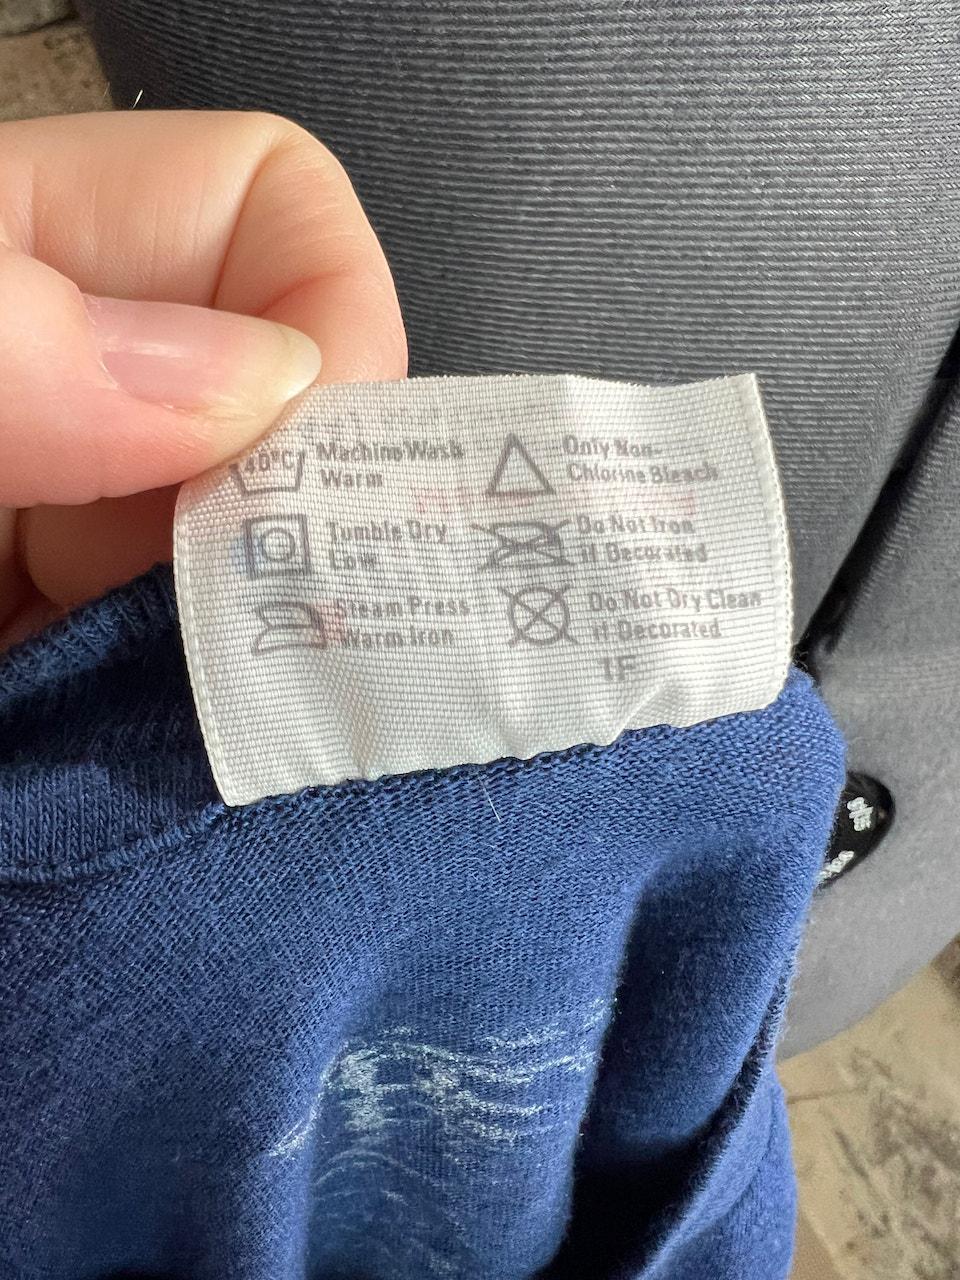 40°C
Machine Wash
Warm
Only Non-
Chlorine Bleach
Tumble Dry
Low
Do Not Iron
if Decorated
Steam Press
Warm Iron
Do Not Dry Clean
if Decorated
1F